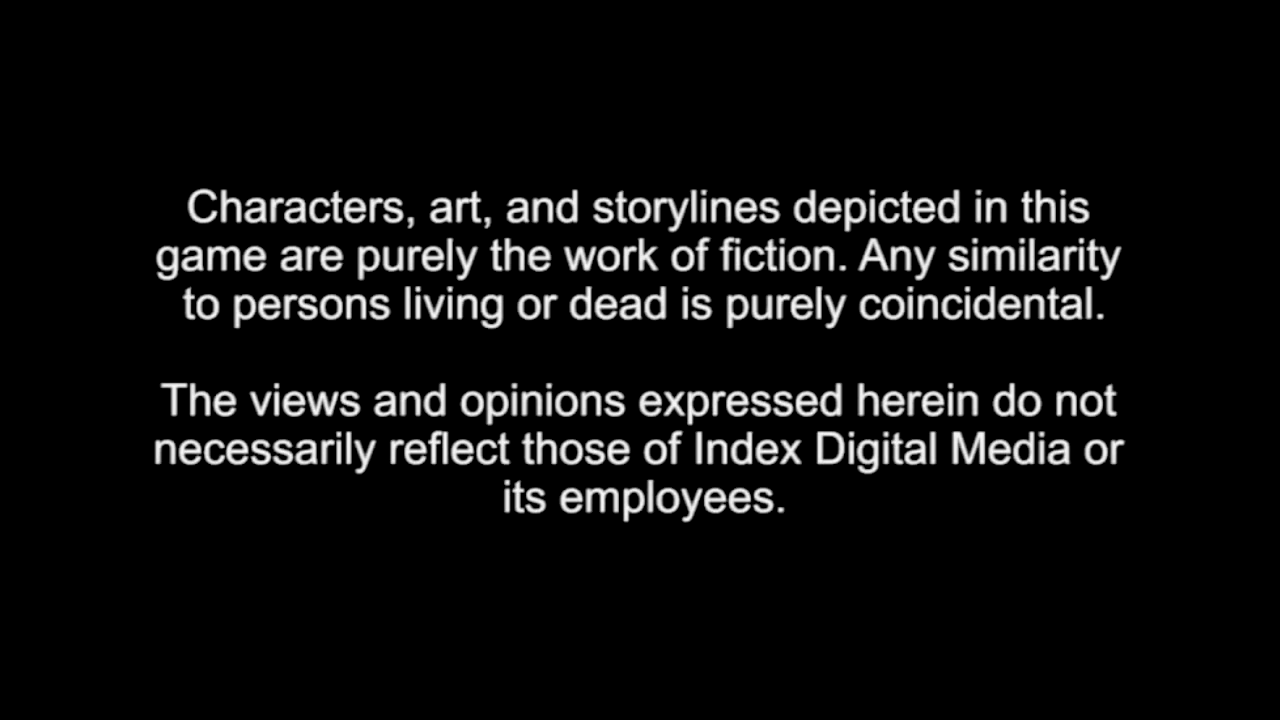 Characters, art, and storylines depicted in this
game are purely the work of fiction. Any similarity
to persons living or dead is purely coincidental.
The views and opinions expressed herein do not
necessarily reflect those of Index Digital Media or
its employees.